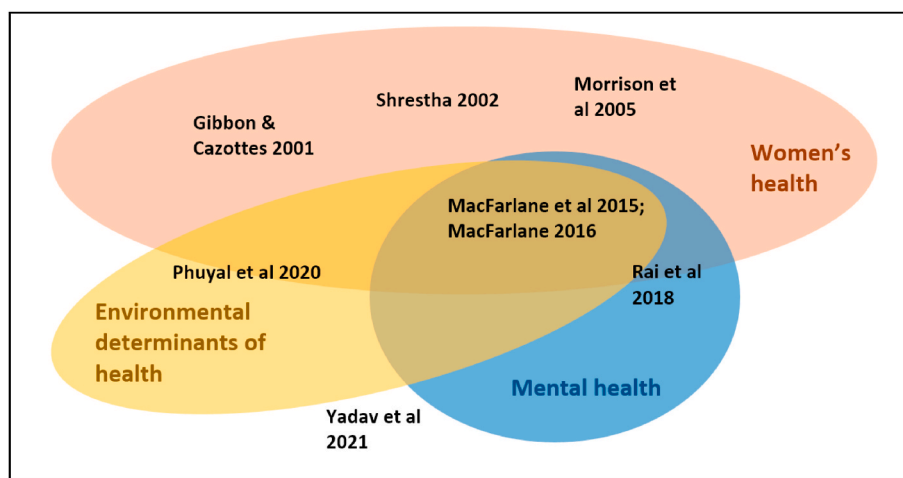 Shrestha 2002
Morrison et
al 2005
Gibbon &
Cazottes 2001
Women's
health
MacFarlane et al 2015;
MacFarlane 2016
Phuyal et al 2020
Rai et al
2018
Environmental
determinants of
health
Mental health
Yadav et al
2021